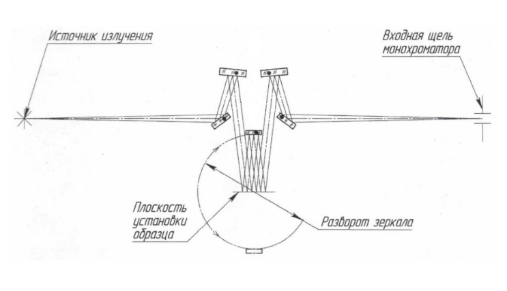 Источник излучения
Входная щель
монохроматора
Плоскость
установки
образца
Разворот зеркала